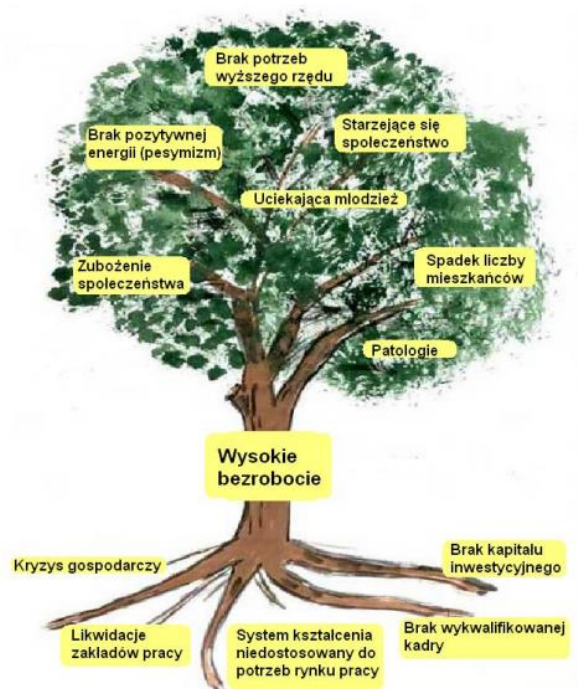 Brak potrzeb
wyższego rzędu
Brak pozytywnej
energii (pesymizm)
Starzejące się
społeczeństwo
Uciekająca młodzież
Zubożenie
społeczeństwa
Spadek liczby
mieszkańców
Patologie
Wysokie
bezrobocie
Kryzys gospodarczy
Brak kapitału
inwestycyjnego
Likwidacje
zakładów pracy
System kształcenia
niedostosowany do
potrzeb rynku pracy
Brak wykwalifikowanej
kadry